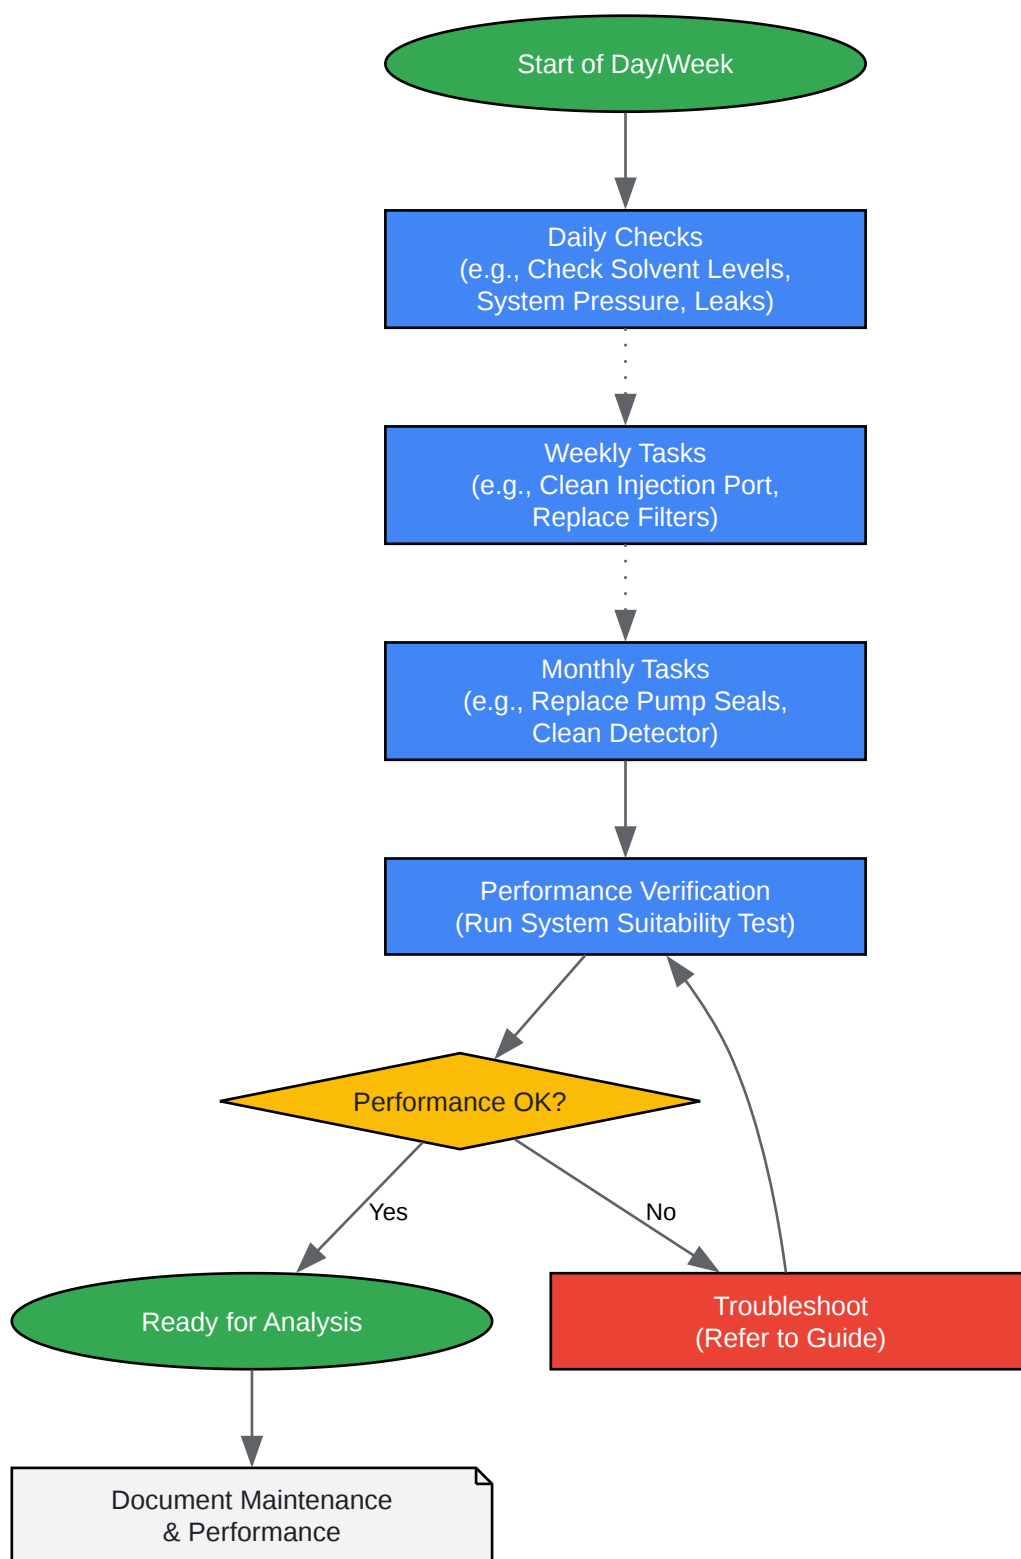 Start of Day/Week
Daily Checks
(e.g., Check Solvent Levels,
System Pressure, Leaks)
Weekly Tasks
(e.g., Clean Injection Port,
Replace Filters)
Monthly Tasks
(e.g., Replace Pump Seals,
Clean Detector)
Performance Verification
(Run System Suitability Test)
Performance OK?
Yes
No
Ready for Analysis
Troubleshoot
(Refer to Guide)
Document Maintenance
& Performance